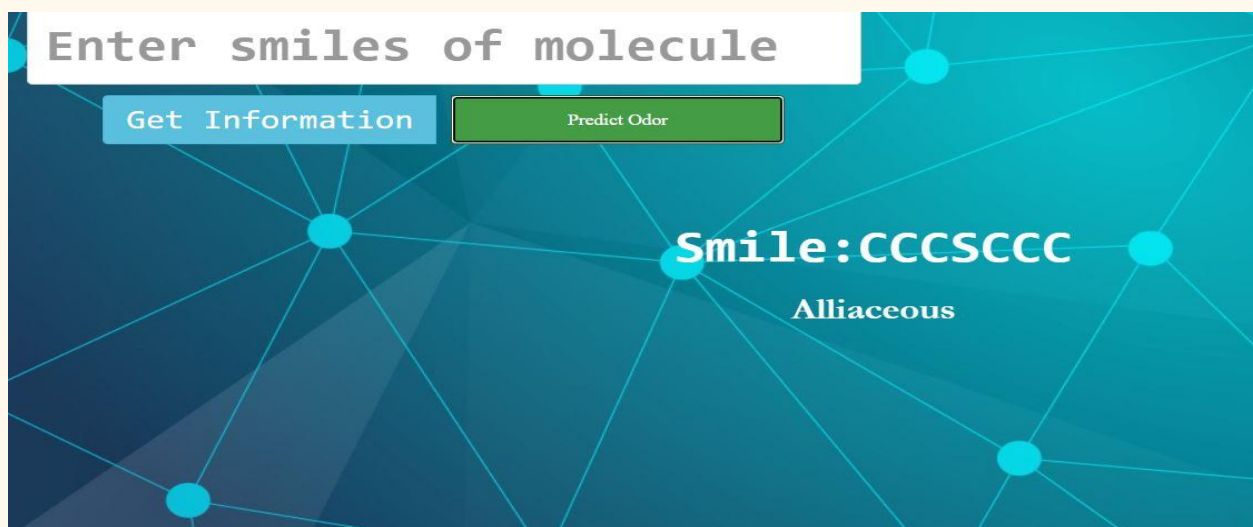 Enter smiles of molecule
Get Information Predict Odor
Smile:CCCSCCC
Alliaceous